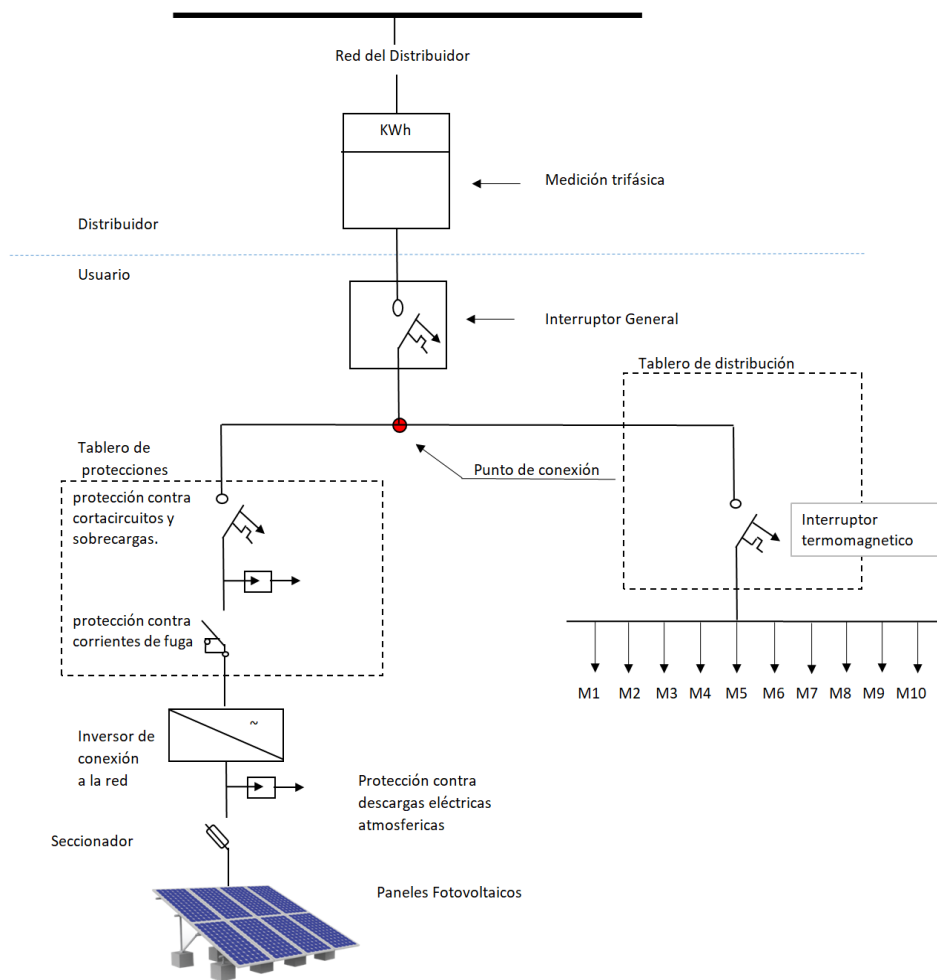 Red del Distribuidor
KWh
Medición trifásica
Distribuidor
Usuario
Interruptor General
Tablero de distribución
Tablero de
protecciones
Punto de conexión
protección contra
cortacircuitos y
sobrecargas.
Interruptor
termomagnetico
protección contra
corrientes de fuga
M1 M2 M3 M4 M5 M6 M7 M8 M9 M10
~
Inversor de
conexión
a la red
Protección contra
descargas eléctricas
atmosfericas
Seccionador
Paneles Fotovoltaicos